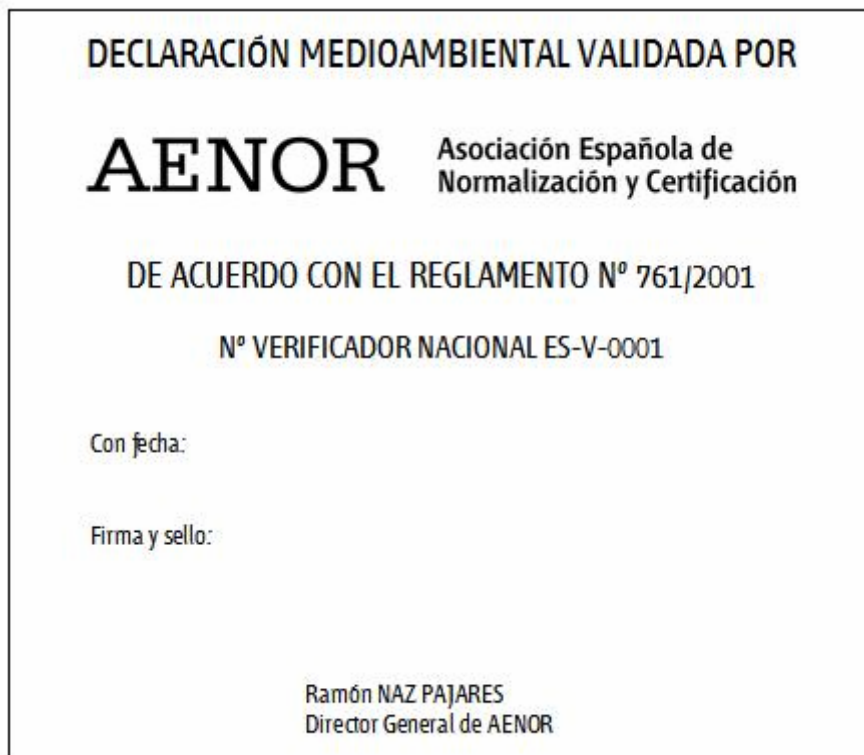 DECLARACIÓN MEDIOAMBIENTAL VALIDADA POR
AENOR
Asociación Española de
Normalización y Certificación
DE ACUERDO CON EL REGLAMENTO Nº 761/2001
Nº VERIFICADOR NACIONAL ES-V-0001
Con fecha:
Firma y sello:
Ramón NAZ PAJARES
Director General de AENOR